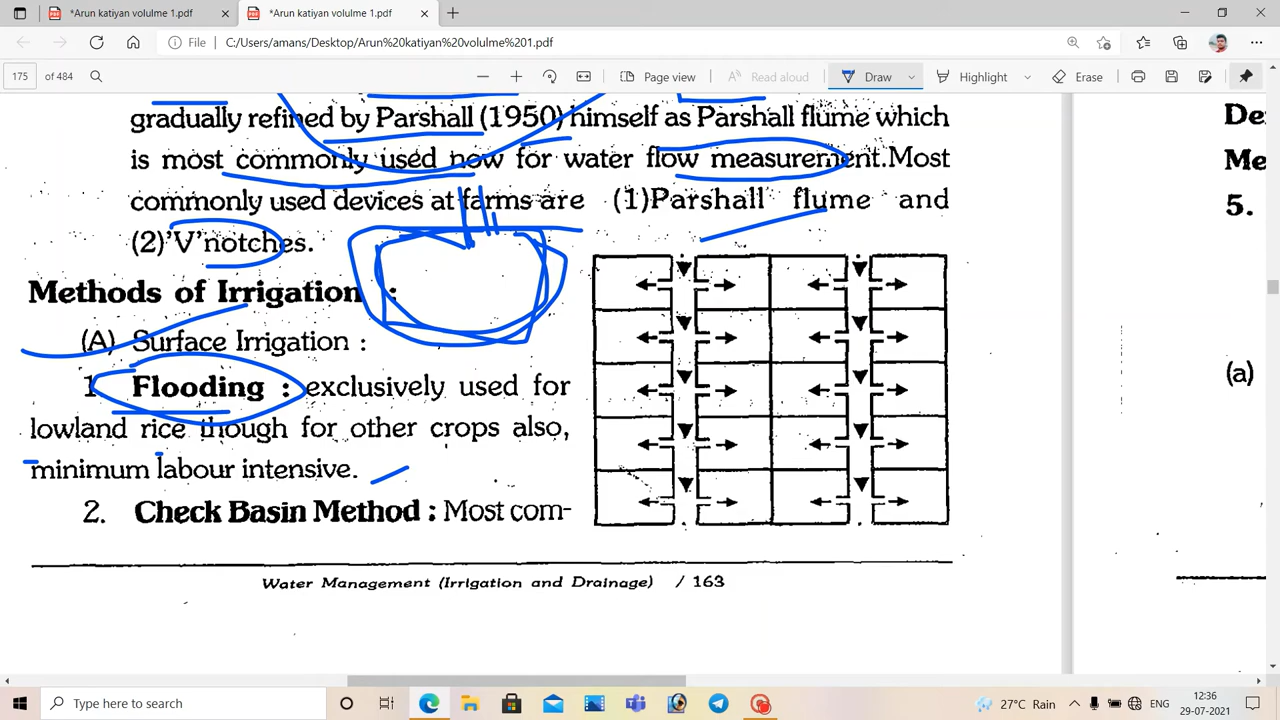 *Arun katiyan volulme 1.pdf
*Arun katiyan volulme 1.pdf
File
C:/Users/amans/Desktop/Arun%20katiyan%20volulme%201.pdf
175 of 484
Page view
Read aloud
Draw
Highlight
Erase
gradually refined by Parshall (1950) himself as Parshall flume which
is most commonly used now for water flow measurement.Most
commonly used devices at farms are (1)Parshall flume and
(2)'V'notches.
Methods of Irrigation :
(A) Surface Irrigation :
1. Flooding : exclusively used for
lowland rice though for other crops also,
minimum labour intensive.
2. Check Basin Method : Most com-
Water Management (Irrigation and Drainage) / 163
De
Me
5.
(a)
Type here to search
27°C Rain
ENG
12:36
29-07-2021